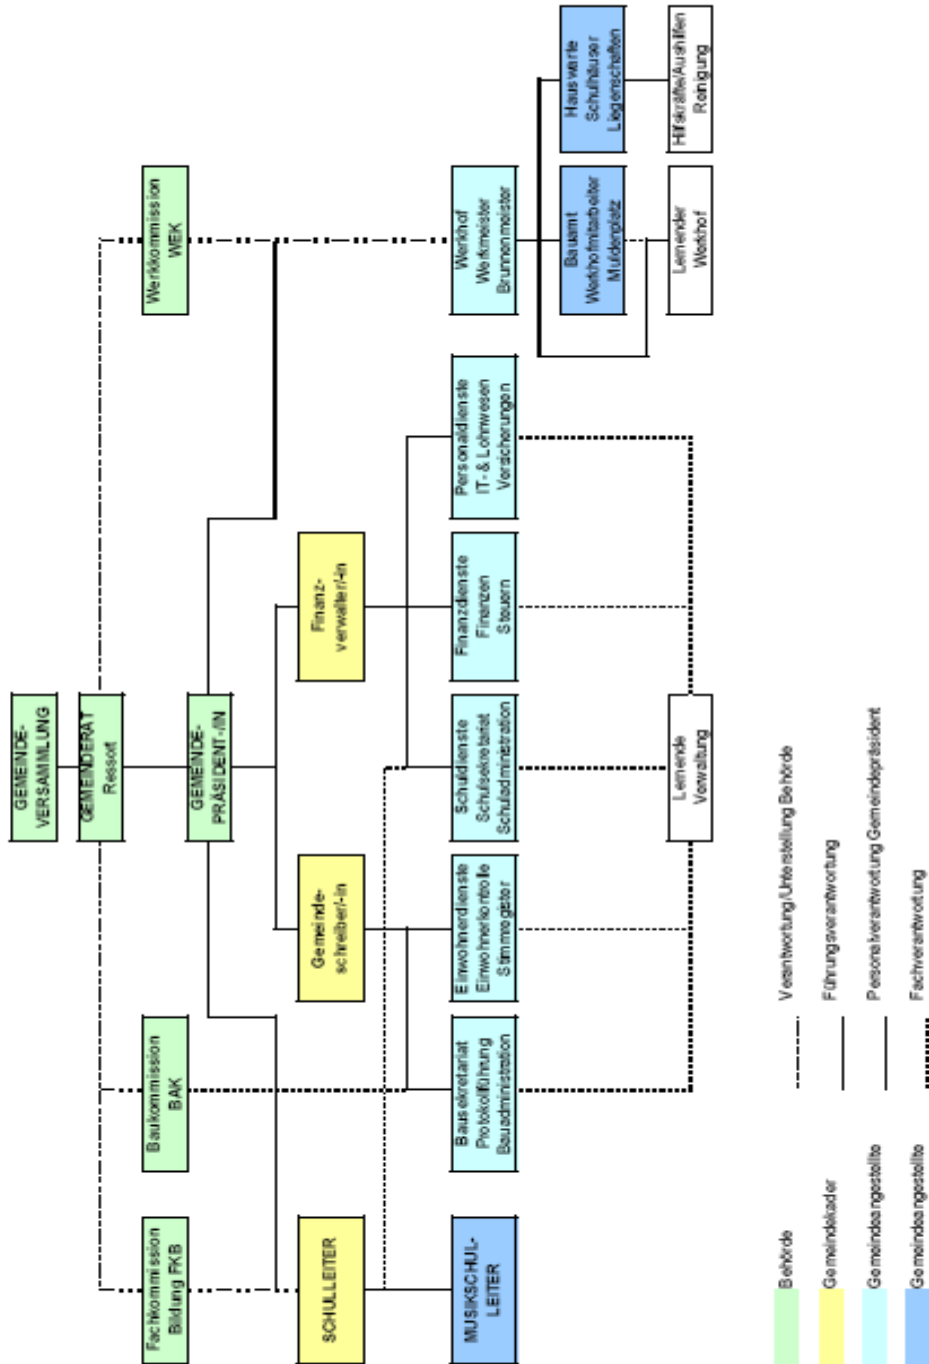 GEMEINDE-
VERSAMMLUNG
GEMEINDERAT
Ressort
Fachkommission
Bildung FKB
Baukommission
BAK
GEMEINDE-
PRÄSIDENT-/IN
Werkkommission
WEK
SCHULLEITER
Gemeinde-
schreiber/-in
Finanz-
verwalter/-in
MUSIKSCHUL-
LEITER
Bausekretariat
Protokollführung
Bauadministration
Einwohnerdienste
Einwohnerkontrolle
Stimmregister
Schuldienste
Schulsekretariat
Schuladministration
Finanzdienste
Finanzen
Steuern
Personaldienste
IT- & Lohnwesen
Versicherungen
Werkhof
Werkmeister
Brunnenmeister
Bauamt
Werkhofmitarbeiter
Muldenplatz
Hauswarte
Schulhäuser
Liegenschaften
Lernende
Verwaltung
Lernender
Werkhof
Hilfskräfte/Aushilfen
Reinigung
Behörde
Verantwortung/Unterstellung Behörde
Gemeindekader
Führungsverantwortung
Gemeindeangestellte
Personalverantwortung Gemeindepräsident
Gemeindeangestellte
Fachverantwortung